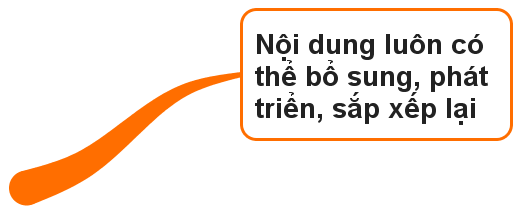 Nội dung luôn có
thể bổ sung, phát
triển, sắp xếp lại